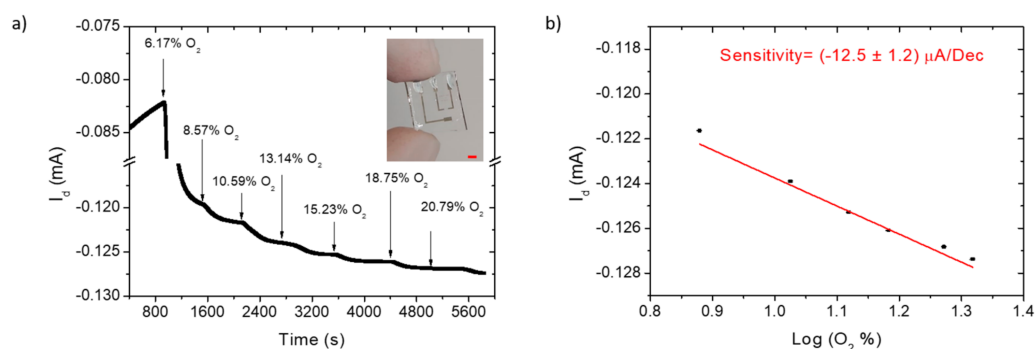 a)
-0.075
-0.080
-0.085
-0.120
-0.125
-0.130
I_d (mA)
6.17% O₂
8.57% O₂
10.59% O₂
13.14% O₂
15.23% O₂
18.75% O₂
20.79% O₂
800 1600 2400 3200 4000 4800 5600
Time (s)
b)
-0.118
-0.120
-0.122
-0.124
-0.126
-0.128
I_d (mA)
Sensitivity= (-12.5 ± 1.2) μA/Dec
0.8 0.9 1.0 1.1 1.2 1.3 1.4
Log (O₂ %)